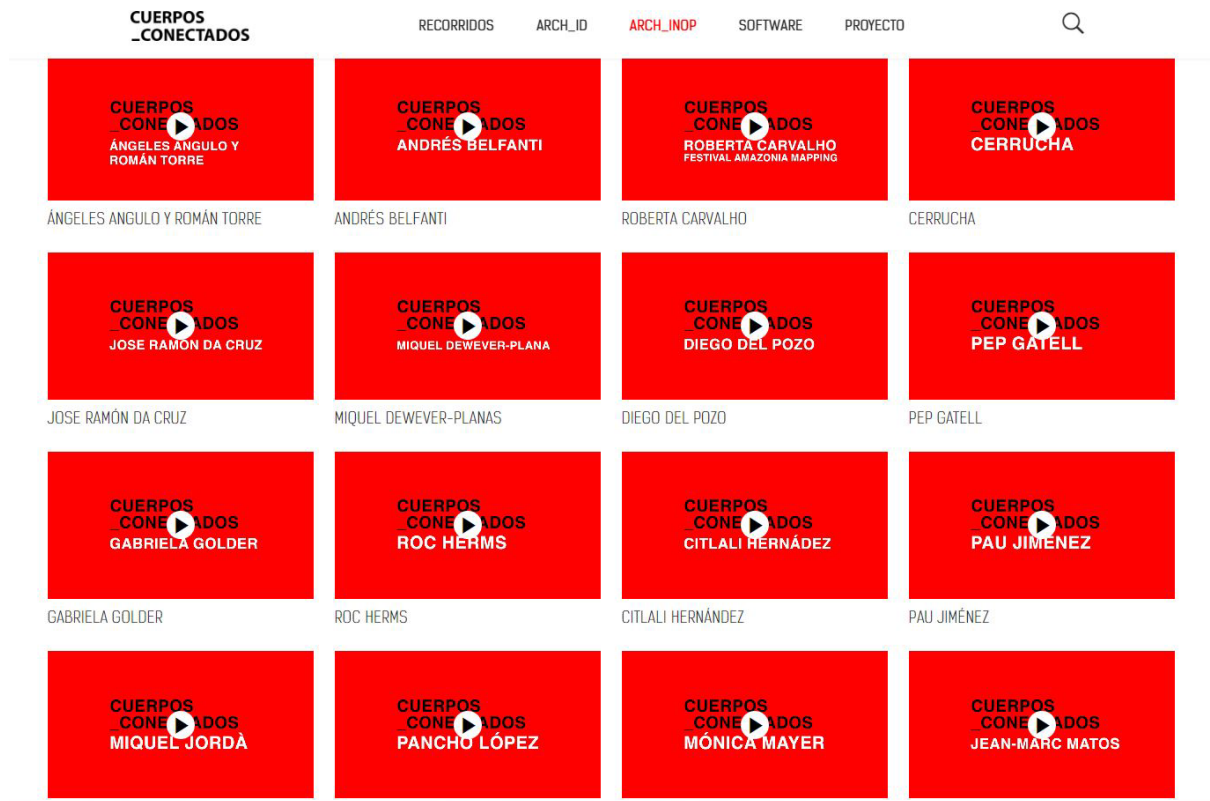 CUERPOS
_CONECTADOS
RECORRIDOS ARCH_ID ARCH_INOP SOFTWARE PROYECTO
CUERPOS
_CONE ADOS
ÁNGELES ANGULO Y
ROMÁN TORRE
CUERPOS
_CONE ADOS
ANDRÉS BELFANTI
CUERPOS
_CONE ADOS
ROBERTA CARVALHO
FESTIVAL AMAZONIA MAPPING
CUERPOS
_CONE ADOS
CERRUCHA
ÁNGELES ANGULO Y ROMÁN TORRE
ANDRÉS BELFANTI
ROBERTA CARVALHO
CERRUCHA
CUERPOS
_CONE ADOS
JOSE RAMÓN DA CRUZ
CUERPOS
_CONE ADOS
MIQUEL DEWEVER-PLANA
CUERPOS
_CONE ADOS
DIEGO DEL POZO
CUERPOS
_CONE ADOS
PEP GATELL
JOSE RAMÓN DA CRUZ
MIQUEL DEWEVER-PLANAS
DIEGO DEL POZO
PEP GATELL
CUERPOS
_CONE ADOS
GABRIELA GOLDER
CUERPOS
_CONE ADOS
ROC HERMS
CUERPOS
_CONE ADOS
CITLALI HERNÁDEZ
CUERPOS
_CONE ADOS
PAU JIMÉNEZ
GABRIELA GOLDER
ROC HERMS
CITLALI HERNÁNDEZ
PAU JIMÉNEZ
CUERPOS
_CONE ADOS
MIQUEL JORDÀ
CUERPOS
_CONE ADOS
PANCHO LÓPEZ
CUERPOS
_CONE ADOS
MÓNICA MAYER
CUERPOS
_CONE ADOS
JEAN-MARC MATOS